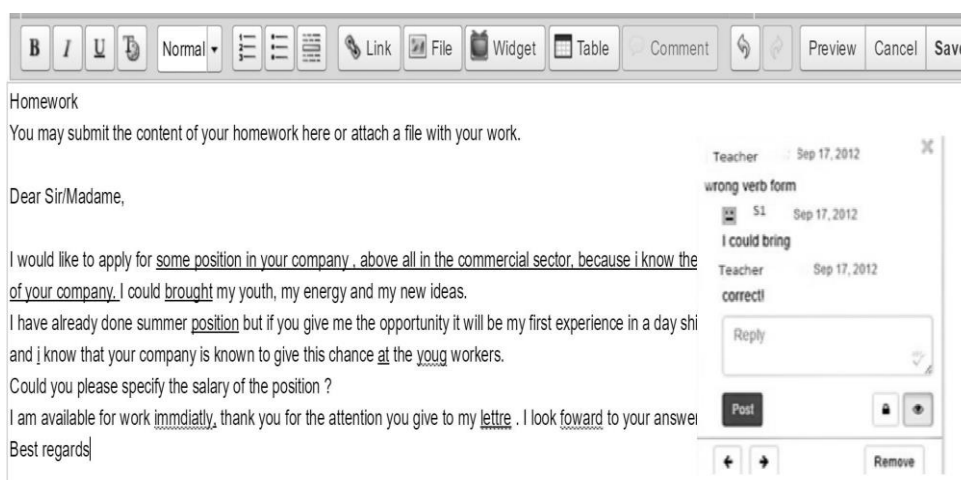 B I U Normal Link File Widget Table Comment Preview Cancel Save
Homework
You may submit the content of your homework here or attach a file with your work.
Dear Sir/Madame,
I would like to apply for some position in your company , above all in the commercial sector, because i know the
of your company. I could brought my youth, my energy and my new ideas.
I have already done summer position but if you give me the opportunity it will be my first experience in a day shi
and i know that your company is known to give this chance at the youg workers.
Could you please specify the salary of the position ?
I am available for work immdiatly, thank you for the attention you give to my lettre . I look foward to your answer
Best regards
Teacher Sep 17, 2012
wrong verb form
S1 Sep 17, 2012
I could bring
Teacher Sep 17, 2012
correct!
Reply
Post
Remove